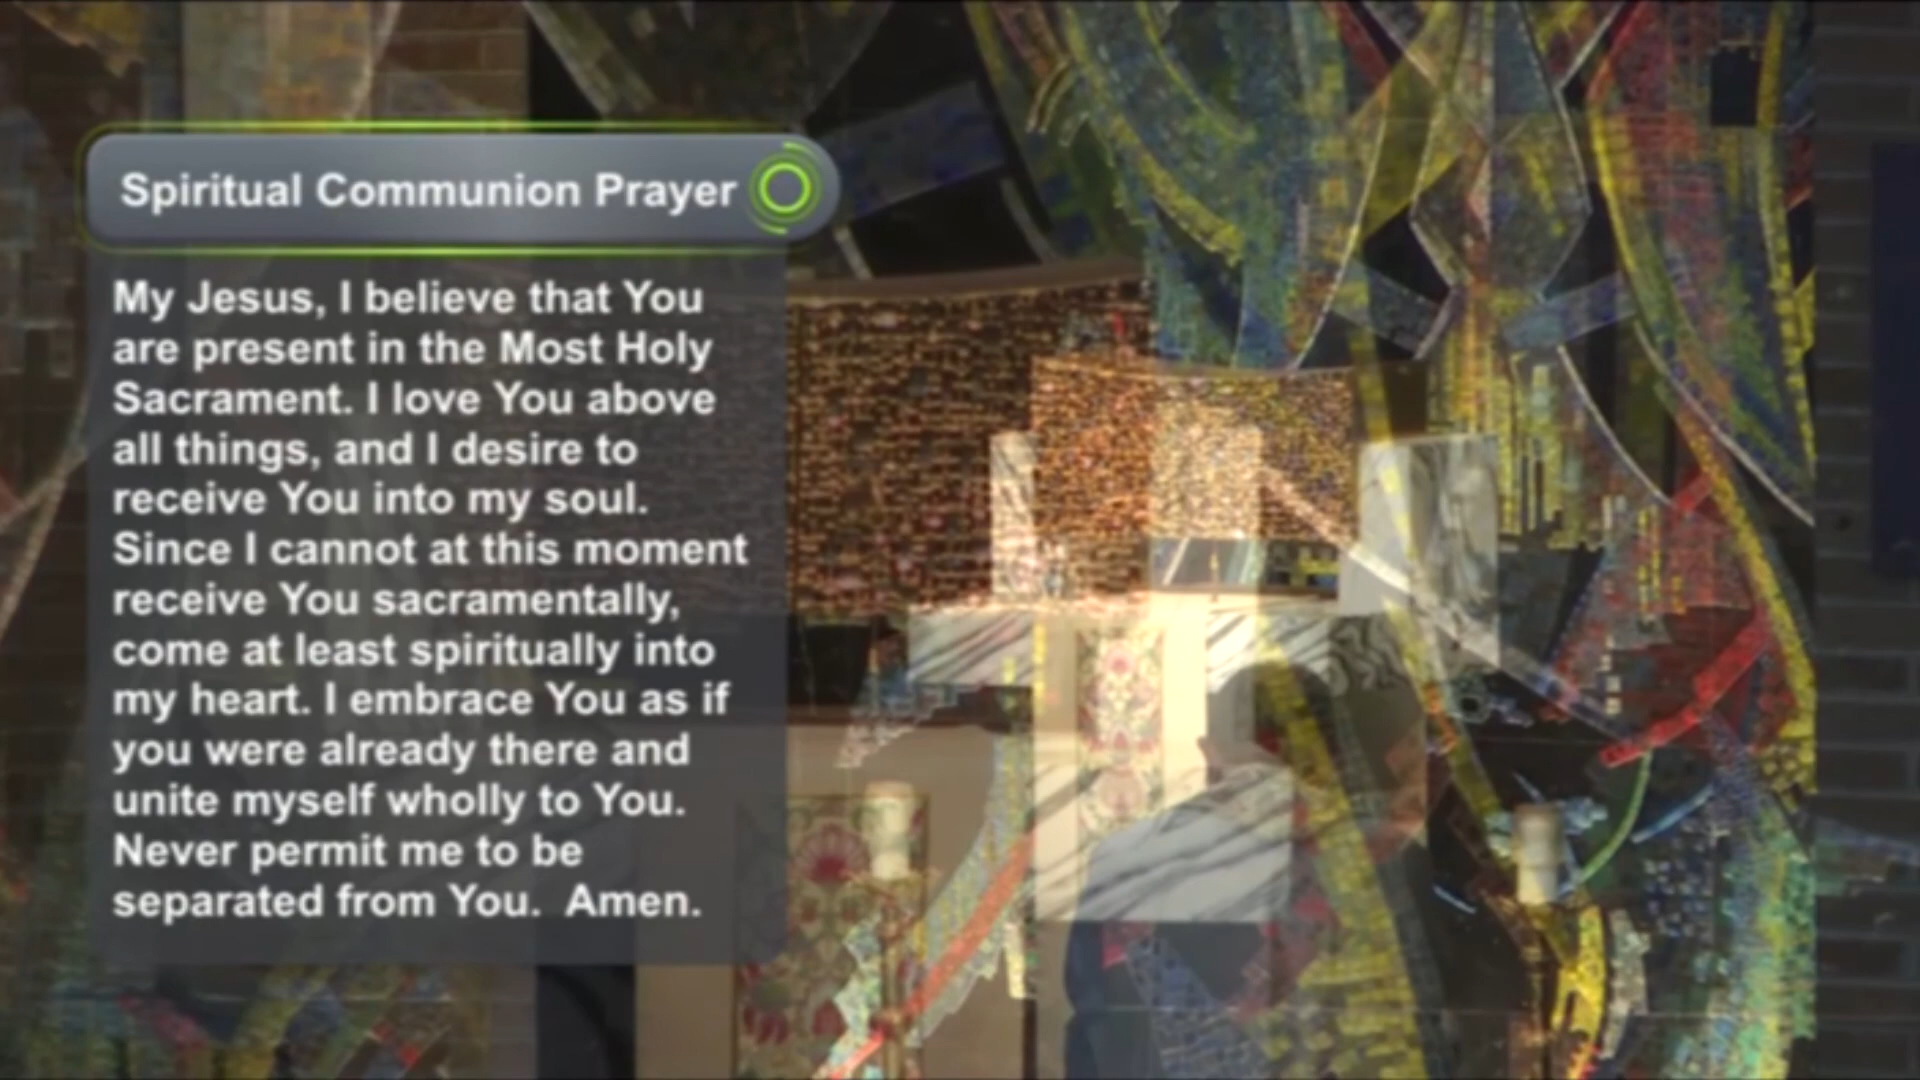 Spiritual Communion Prayer
My Jesus, I believe that You
are present in the Most Holy
Sacrament. I love You above
all things, and I desire to
receive You into my soul.
Since I cannot at this moment
receive You sacramentally,
come at least spiritually into
my heart. I embrace You as if
you were already there and
unite myself wholly to You.
Never permit me to be
separated from You.  Amen.